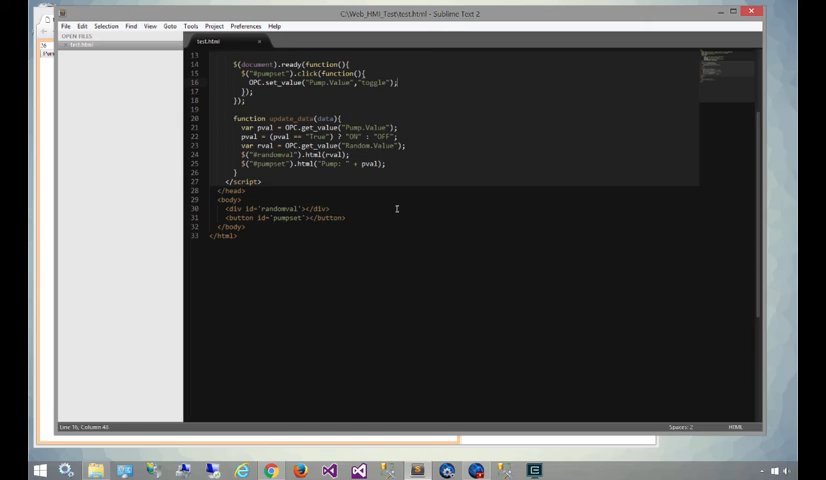 C:\Web_HMI_Test\test.html - Sublime Text 2
File Edit Selection Find View Goto Tools Project Preferences Help
OPEN FILES
test.html
test.html
13
14 $(document).ready(function(){
15 $("#pumpset").click(function(){
16 OPC.set_value("Pump.Value","toggle");
17 });
18 });
19
20 function update_data(data){
21 var pval = OPC.get_value("Pump.Value");
22 pval = (pval == "True") ? "ON" : "OFF";
23 var rval = OPC.get_value("Random.Value");
24 $("#randomval").html(rval);
25 $("#pumpset").html("Pump: " + pval);
26 }
27 </script>
28 </head>
29 <body>
30 <div id='randomval'></div>
31 <button id='pumpset'></button>
32 </body>
33 </html>
Spaces: 2 HTML